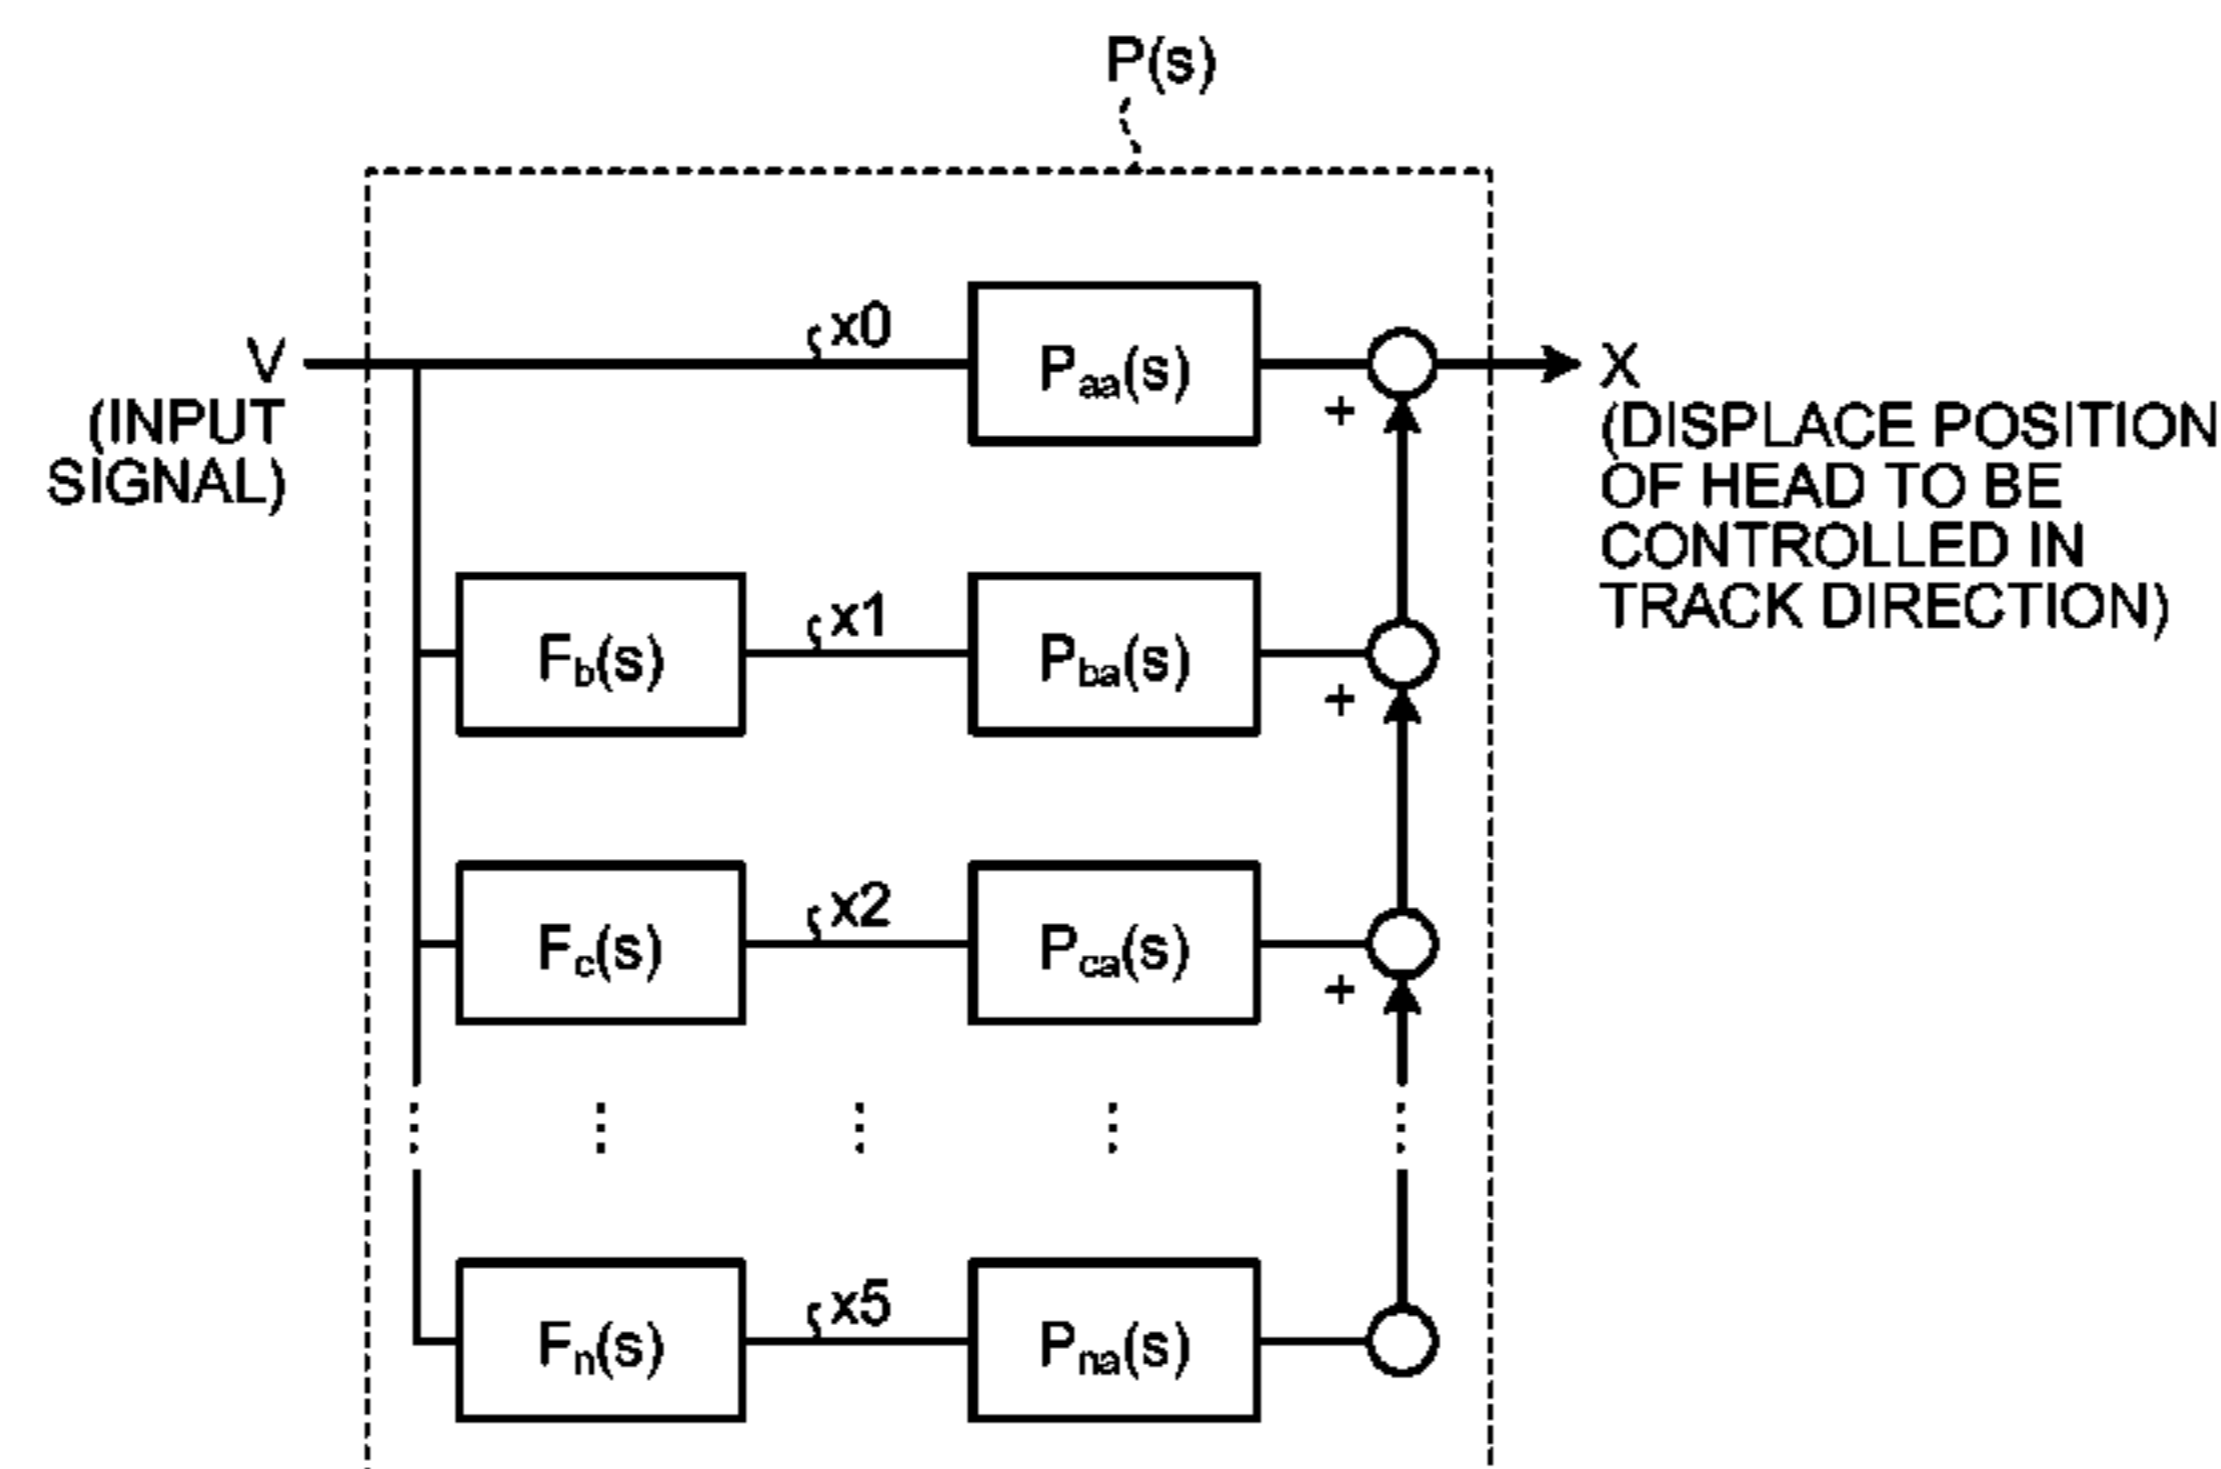 P(s)
x0
V
(INPUT
SIGNAL)
Paa(s)
+
X
(DISPLACE POSITION
OF HEAD TO BE
CONTROLLED IN
TRACK DIRECTION)
Fb(s)
x1
Pba(s)
+
Fc(s)
x2
Pca(s)
+
Fn(s)
x5
Pna(s)